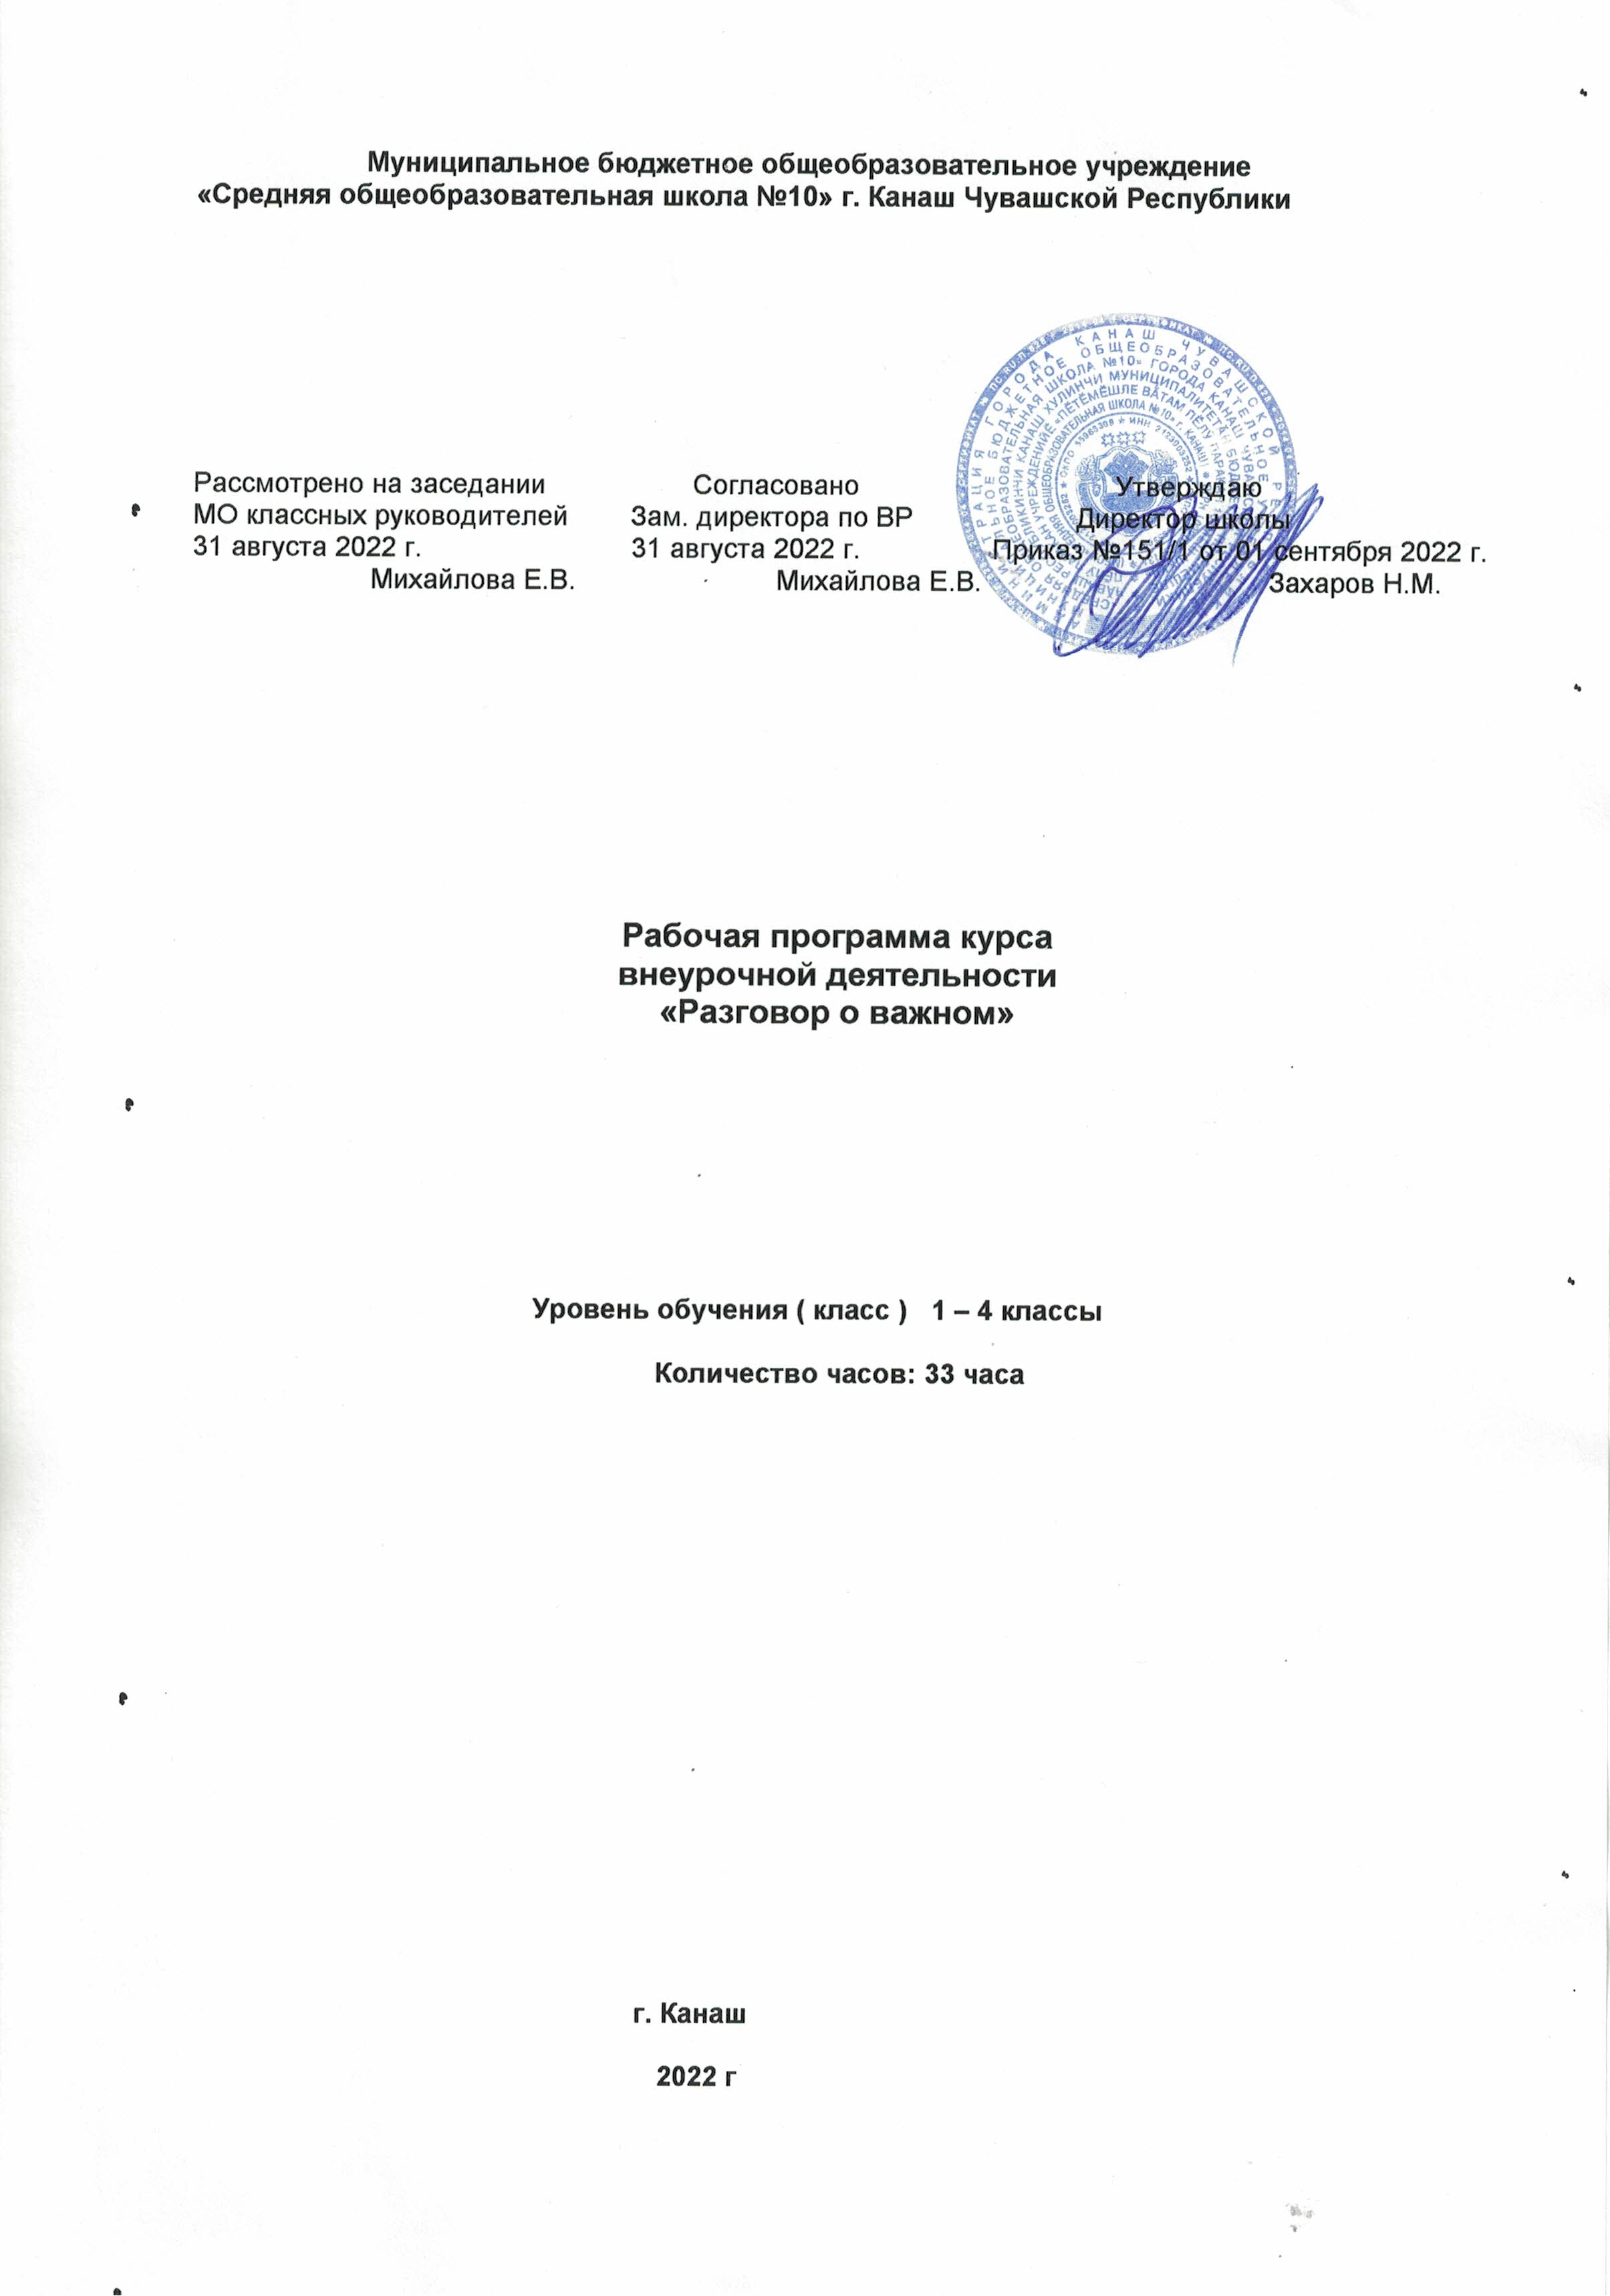 Муниципальное бюджетное общеобразовательное учреждение
«Средняя общеобразовательная школа №10» г. Канаш Чувашской Республики
Рассмотрено на заседании
МО классных руководителей
31 августа 2022 г.
Михайлова Е.В.
Согласовано
Зам. директора по ВР
31 августа 2022 г.
Михайлова Е.В.
Утверждаю
Директор школы
Приказ №151/1 от 01 сентября 2022 г.
Захаров Н.М.
Рабочая программа курса
внеурочной деятельности
«Разговор о важном»
Уровень обучения ( класс ) 1 – 4 классы
Количество часов: 33 часа
г. Канаш
2022 г